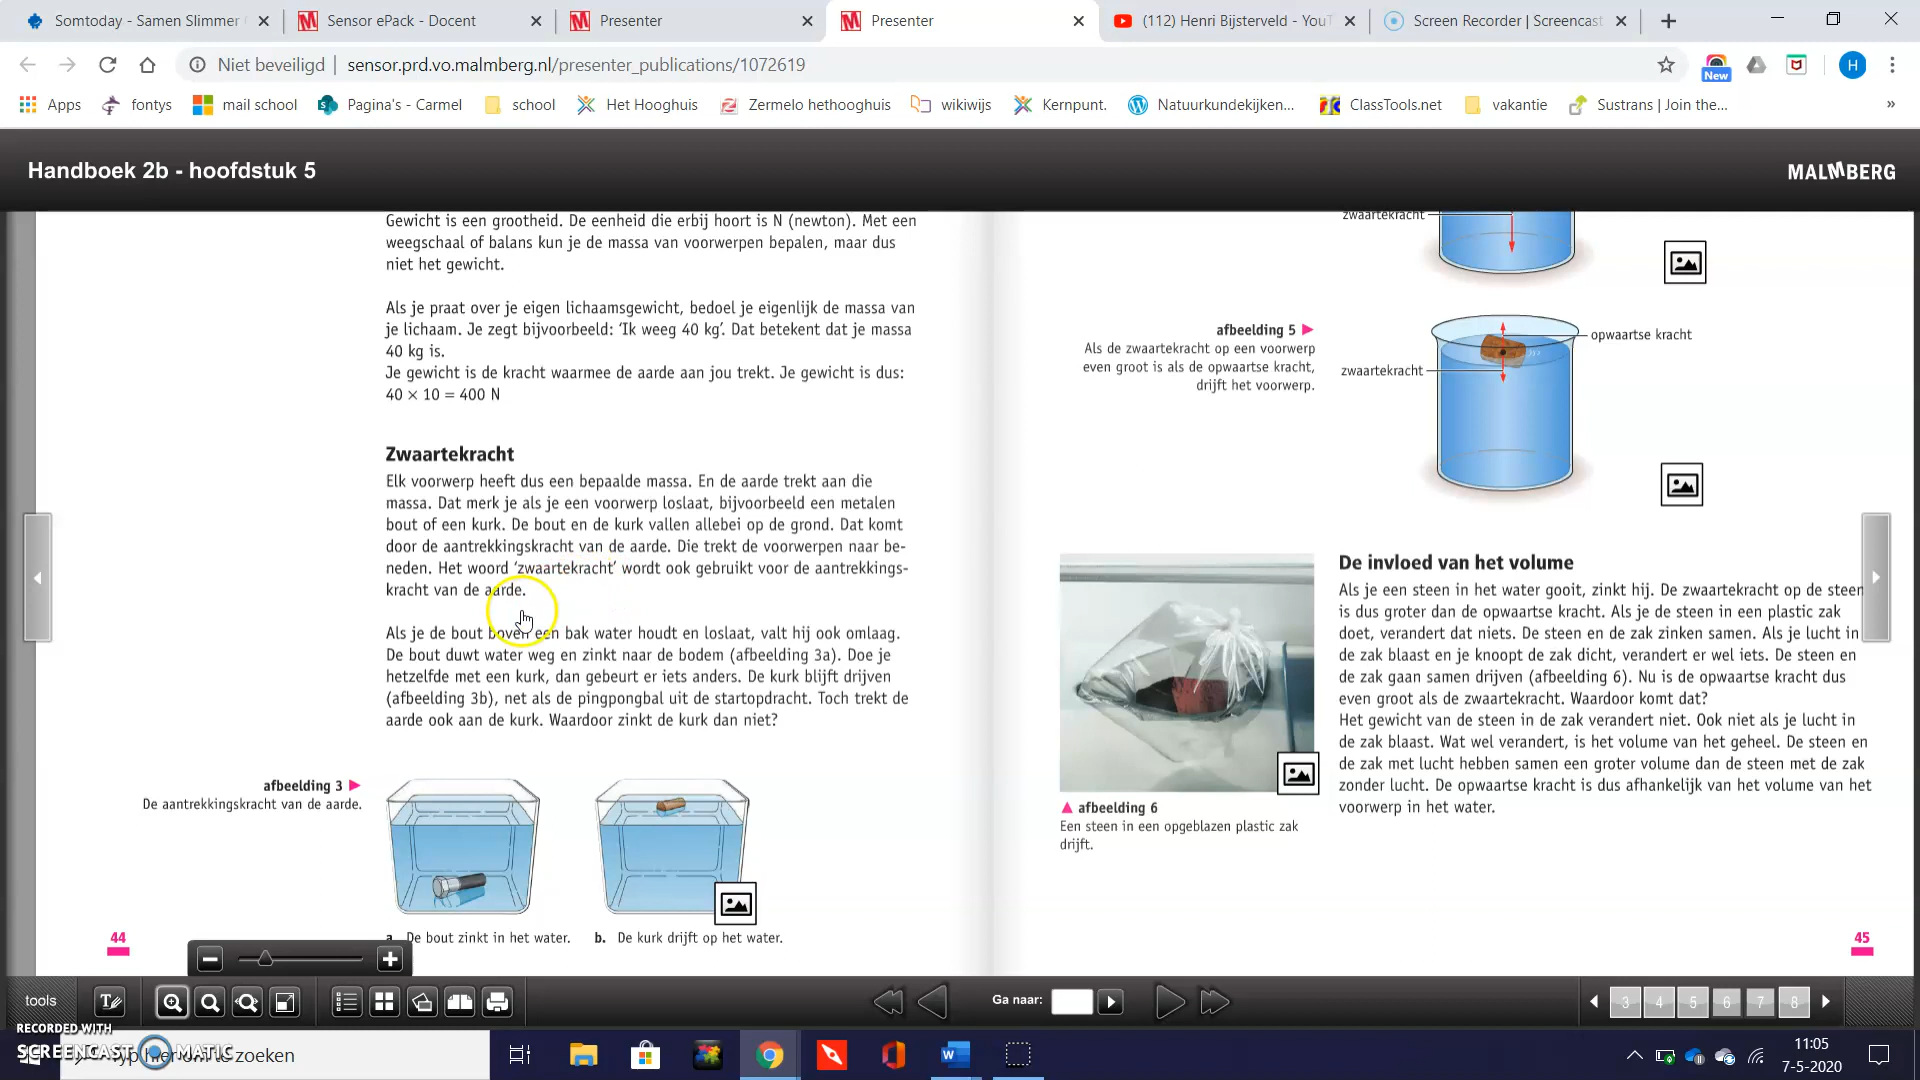 Somtoday - Samen Slimmer
Sensor ePack - Docent
Presenter
Presenter
(112) Henri Bijsterveld - YouT
Screen Recorder | Screencast
Niet beveiligd
sensor.prd.vo.malmberg.nl/presenter_publications/1072619
New
H
Apps
fontys
mail school
Pagina's - Carmel
school
Het Hooghuis
Zermelo hethooghuis
wikiwijs
Kernpunt.
Natuurkundekijken...
ClassTools.net
vakantie
Sustrans | Join the...
»
Handboek 2b - hoofdstuk 5
MALMBERG
Gewicht is een grootheid. De eenheid die erbij hoort is N (newton). Met een
weegschaal of balans kun je de massa van voorwerpen bepalen, maar dus
niet het gewicht.
Als je praat over je eigen lichaamsgewicht, bedoel je eigenlijk de massa van
je lichaam. Je zegt bijvoorbeeld: 'Ik weeg 40 kg'. Dat betekent dat je massa
40 kg is.
Je gewicht is de kracht waarmee de aarde aan jou trekt. Je gewicht is dus:
40 × 10 = 400 N
Zwaartekracht
Elk voorwerp heeft dus een bepaalde massa. En de aarde trekt aan die
massa. Dat merk je als je een voorwerp loslaat, bijvoorbeeld een metalen
bout of een kurk. De bout en de kurk vallen allebei op de grond. Dat komt
door de aantrekkingskracht van de aarde. Die trekt de voorwerpen naar be-
neden. Het woord 'zwaartekracht' wordt ook gebruikt voor de aantrekkings-
kracht van de aarde.
Als je de bout boven een bak water houdt en loslaat, valt hij ook omlaag.
De bout duwt water weg en zinkt naar de bodem (afbeelding 3a). Doe je
hetzelfde met een kurk, dan gebeurt er iets anders. De kurk blijft drijven
(afbeelding 3b), net als de pingpongbal uit de startopdracht. Toch trekt de
aarde ook aan de kurk. Waardoor zinkt de kurk dan niet?
afbeelding 3 ▶
De aantrekkingskracht van de aarde.
a. De bout zinkt in het water.
b. De kurk drijft op het water.
44
zwaartekracht
afbeelding 5 ▶
Als de zwaartekracht op een voorwerp
even groot is als de opwaartse kracht,
drijft het voorwerp.
opwaartse kracht
zwaartekracht
▲ afbeelding 6
Een steen in een opgeblazen plastic zak
drijft.
De invloed van het volume
Als je een steen in het water gooit, zinkt hij. De zwaartekracht op de steen
is dus groter dan de opwaartse kracht. Als je de steen in een plastic zak
doet, verandert dat niets. De steen en de zak zinken samen. Als je lucht in
de zak blaast en je knoopt de zak dicht, verandert er wel iets. De steen en
de zak gaan samen drijven (afbeelding 6). Nu is de opwaartse kracht dus
even groot als de zwaartekracht. Waardoor komt dat?
Het gewicht van de steen in de zak verandert niet. Ook niet als je lucht in
de zak blaast. Wat wel verandert, is het volume van het geheel. De steen en
de zak met lucht hebben samen een groter volume dan de steen met de zak
zonder lucht. De opwaartse kracht is dus afhankelijk van het volume van het
voorwerp in het water.
45
tools
Ga naar:
3 4 5 6 7 8
RECORDED WITH
SCREENCAST MATIC
hier om te zoeken
11:05
7-5-2020